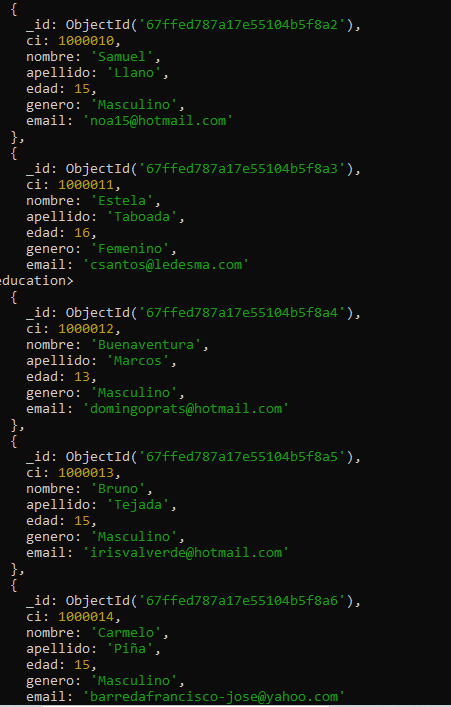 {
_id: ObjectId('67ffed787a17e55104b5f8a2'),
ci: 1000010,
nombre: 'Samuel',
apellido: 'Llano',
edad: 15,
genero: 'Masculino',
email: 'noa15@hotmail.com'
},
{
_id: ObjectId('67ffed787a17e55104b5f8a3'),
ci: 1000011,
nombre: 'Estela',
apellido: 'Taboada',
edad: 16,
genero: 'Femenino',
email: 'csantos@ledesma.com'
education>
{
_id: ObjectId('67ffed787a17e55104b5f8a4'),
ci: 1000012,
nombre: 'Buenaventura',
apellido: 'Marcos',
edad: 13,
genero: 'Masculino',
email: 'domingoprats@hotmail.com'
},
{
_id: ObjectId('67ffed787a17e55104b5f8a5'),
ci: 1000013,
nombre: 'Bruno',
apellido: 'Tejada',
edad: 15,
genero: 'Masculino',
email: 'irisvalverde@hotmail.com'
},
{
_id: ObjectId('67ffed787a17e55104b5f8a6'),
ci: 1000014,
nombre: 'Carmelo',
apellido: 'Piña',
edad: 15,
genero: 'Masculino',
email: 'barredafrancisco-jose@yahoo.com'